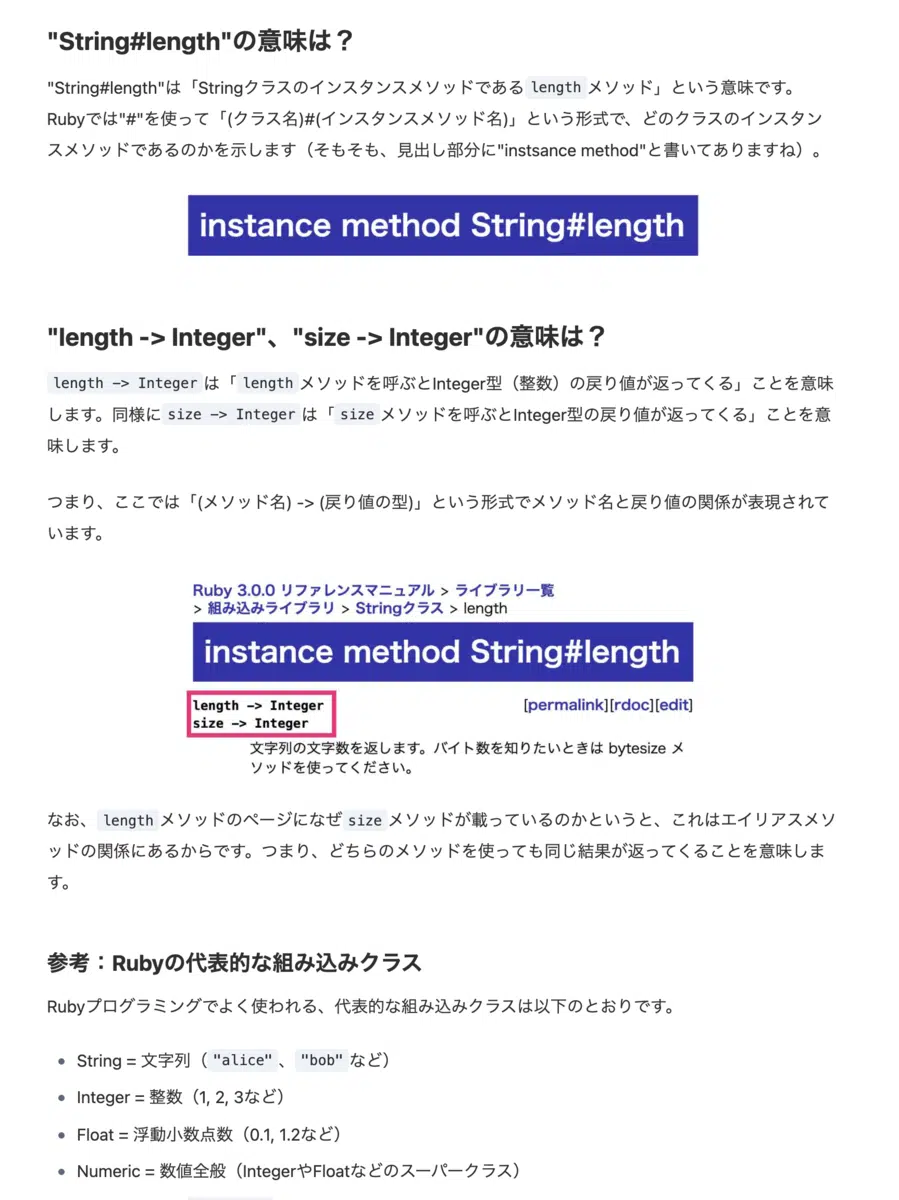 "String#length"の意味は？
"String#length"は「Stringクラスのインスタンスメソッドである length メソッド」という意味です。
Rubyでは"#"を使って「(クラス名)#(インスタンスメソッド名)」という形式で、どのクラスのインスタン
スメソッドであるのかを示します（そもそも、見出し部分に"instsance method"と書いてありますね）。
instance method String#length
"length -> Integer"、"size -> Integer"の意味は？
length -> Integer は「 length メソッドを呼ぶとInteger型（整数）の戻り値が返ってくる」ことを意味
します。同様に size -> Integer は「 size メソッドを呼ぶとInteger型の戻り値が返ってくる」ことを意
味します。
つまり、ここでは「(メソッド名) -> (戻り値の型)」という形式でメソッド名と戻り値の関係が表現されて
います。
Ruby 3.0.0 リファレンスマニュアル > ライブラリ一覧
> 組み込みライブラリ > Stringクラス > length
instance method String#length
length -> Integer [permalink][rdoc][edit]
size -> Integer
文字列の文字数を返します。バイト数を知りたいときは bytesize メ
ソッドを使ってください。
なお、 length メソッドのページになぜ size メソッドが載っているのかというと、これはエイリアスメソ
ッドの関係にあるからです。つまり、どちらのメソッドを使っても同じ結果が返ってくることを意味しま
す。
参考：Rubyの代表的な組み込みクラス
Rubyプログラミングでよく使われる、代表的な組み込みクラスは以下のとおりです。
• String = 文字列（ "alice" 、 "bob" など）
• Integer = 整数（1, 2, 3など）
• Float = 浮動小数点数（0.1, 1.2など）
• Numeric = 数値全般（IntegerやFloatなどのスーパークラス）